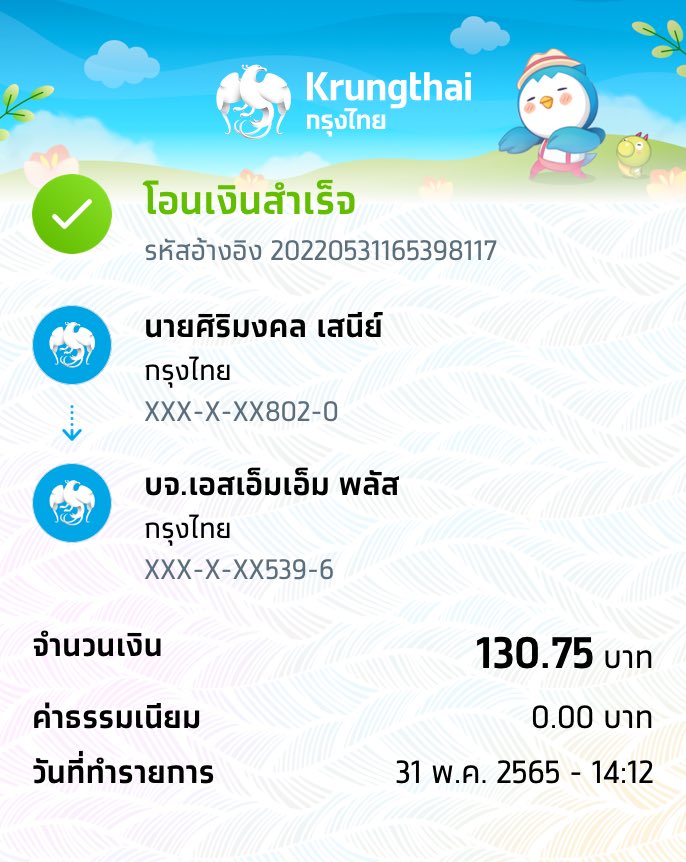 Krungthai
กรุงไทย
โอนเงินสำเร็จ
รหัสอ้างอิง 20220531165398117
นายศิริมงคล เสนีย์
กรุงไทย
XXX-X-XX802-0
บจ.เอสเอ็มเอ็ม พลัส
กรุงไทย
XXX-X-XX539-6
จำนวนเงิน 130.75 บาท
ค่าธรรมเนียม 0.00 บาท
วันที่ทำรายการ 31 พ.ค. 2565 - 14:12